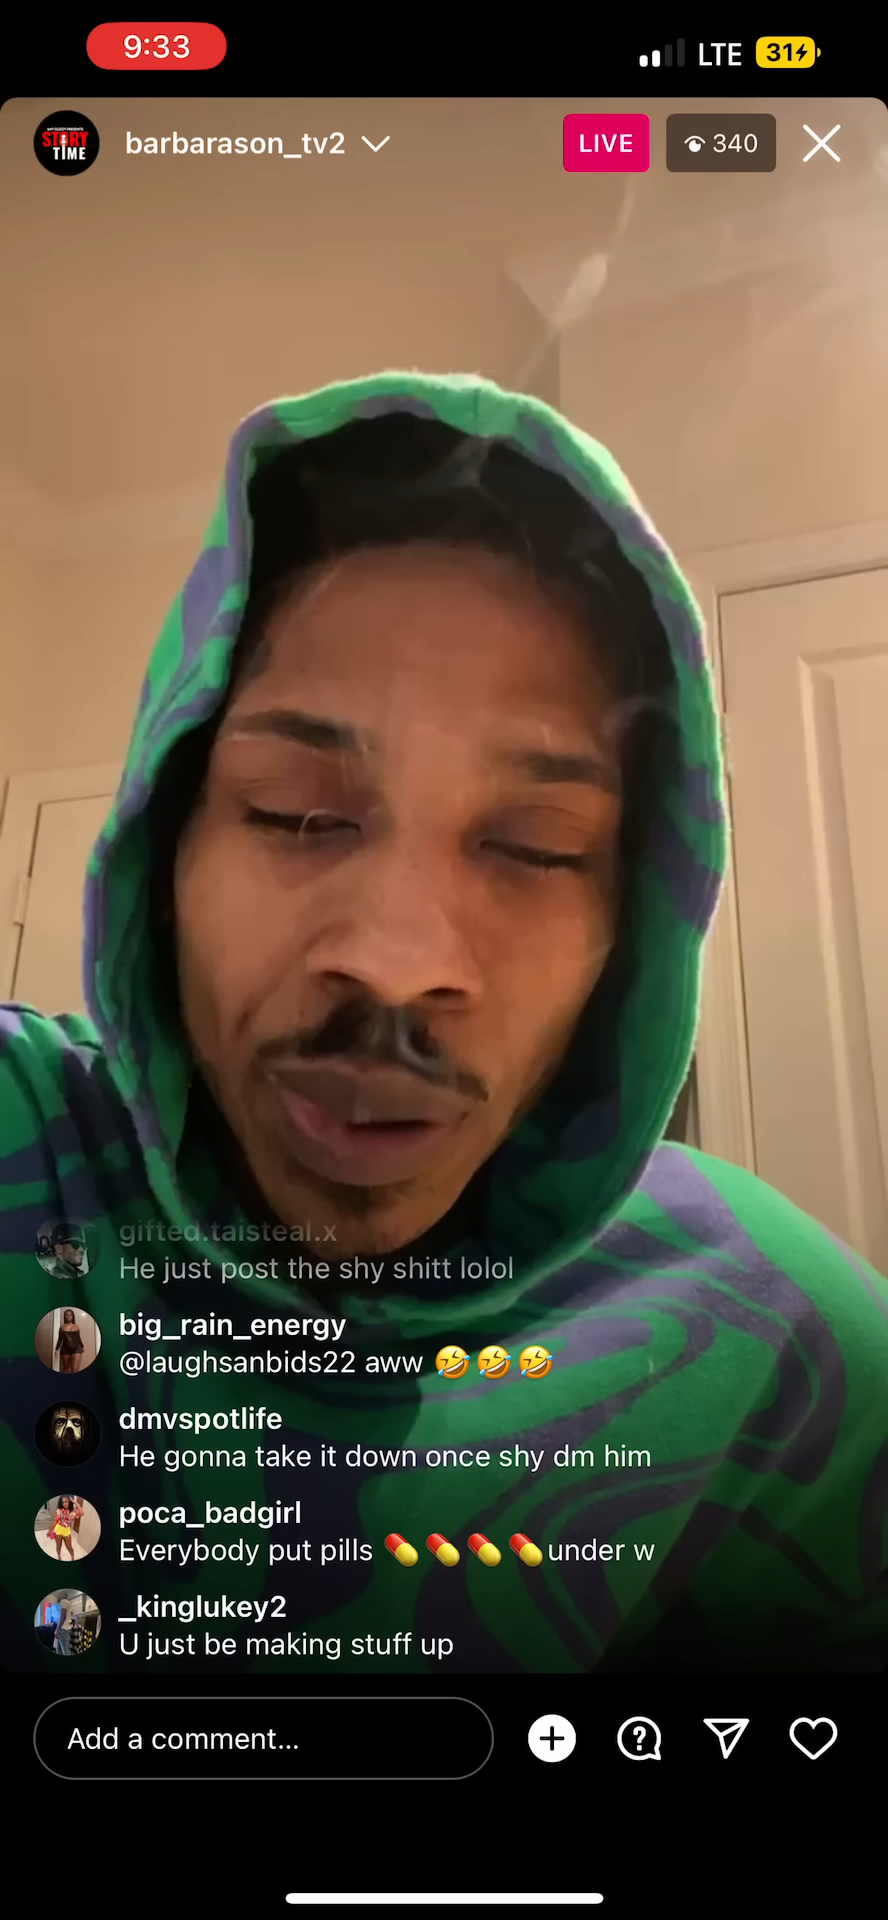 9:33
LTE
31
STORY
TIME
barbarason_tv2
LIVE
340
gifted.taisteal.x
He just post the shy shitt lolol
big_rain_energy
@laughsanbids22 aww 🤣🤣🤣
dmvspotlife
He gonna take it down once shy dm him
poca_badgirl
Everybody put pills 💊💊💊💊under w
_kinglukey2
U just be making stuff up
Add a comment...